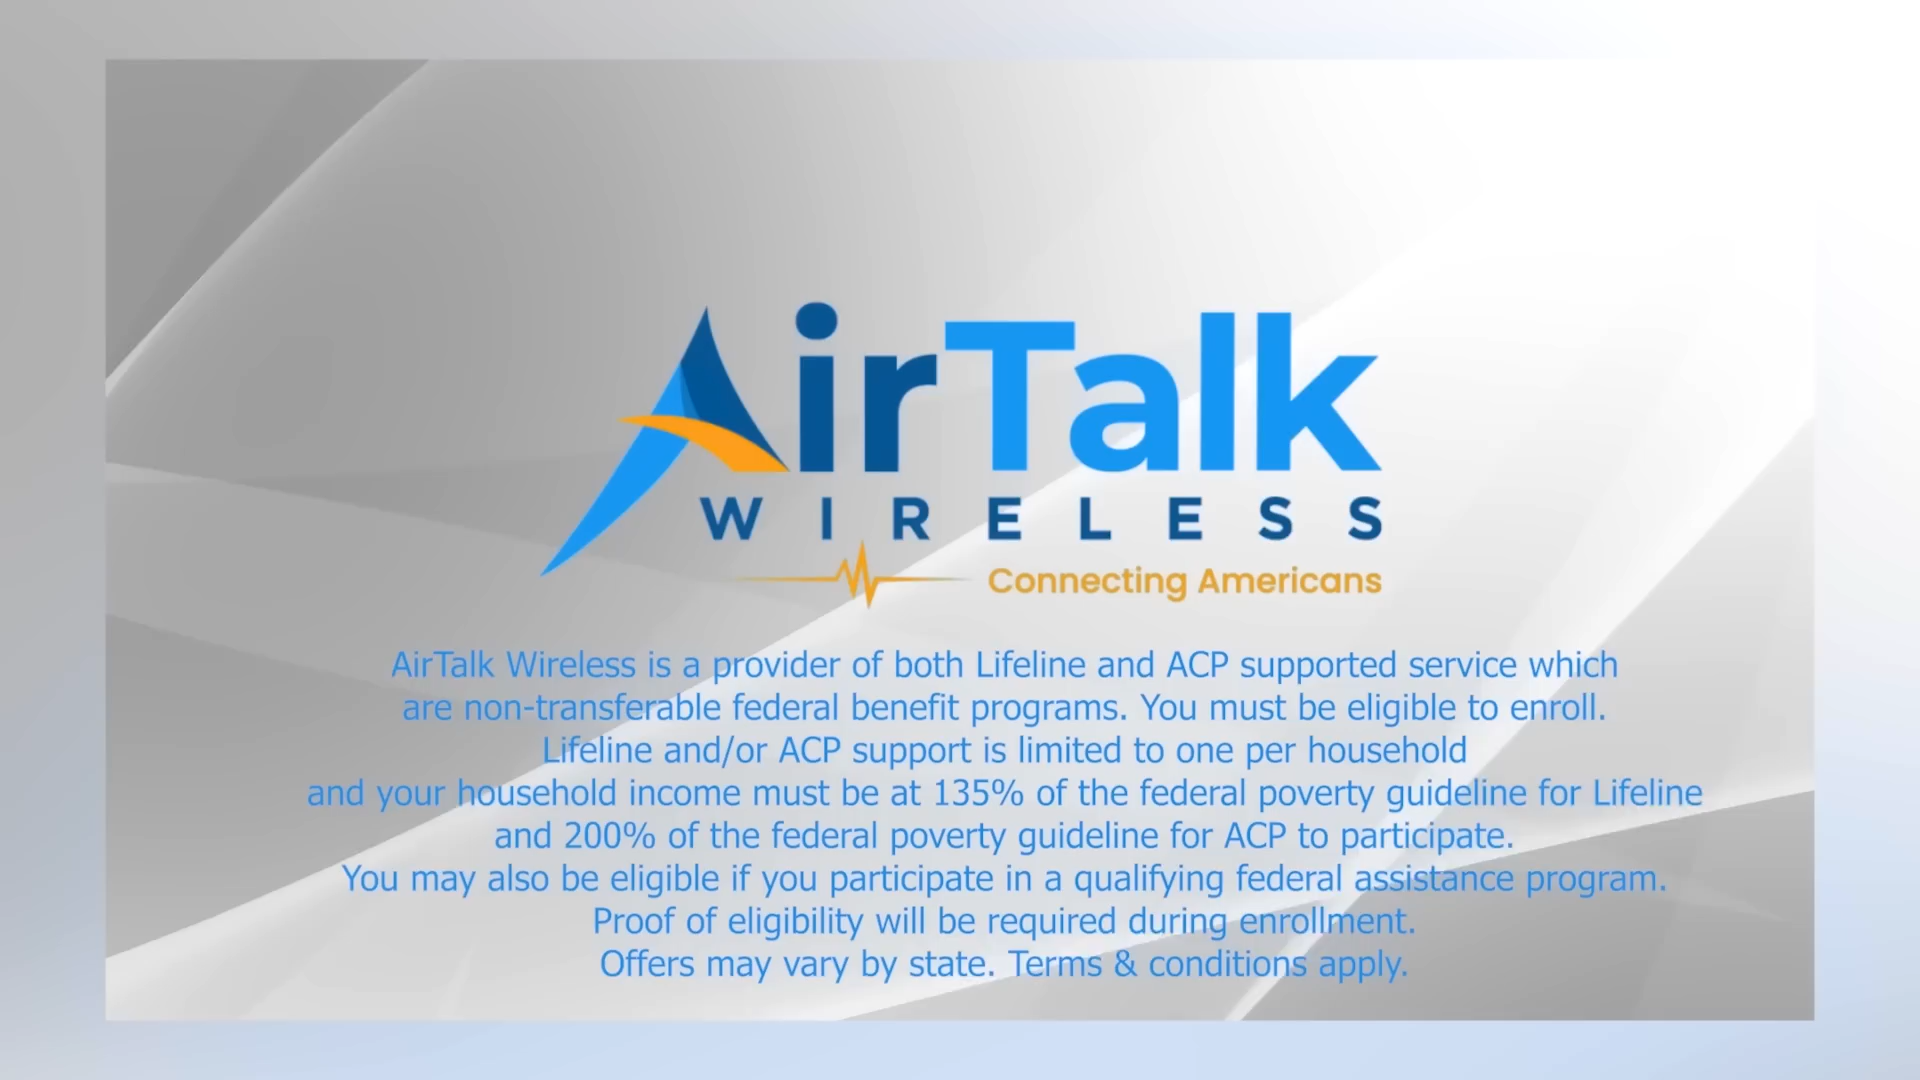 AirTalk
WIRELESS
Connecting Americans
AirTalk Wireless is a provider of both Lifeline and ACP supported service which
are non-transferable federal benefit programs. You must be eligible to enroll.
Lifeline and/or ACP support is limited to one per household
and your household income must be at 135% of the federal poverty guideline for Lifeline
and 200% of the federal poverty guideline for ACP to participate.
You may also be eligible if you participate in a qualifying federal assistance program.
Proof of eligibility will be required during enrollment.
Offers may vary by state. Terms & conditions apply.